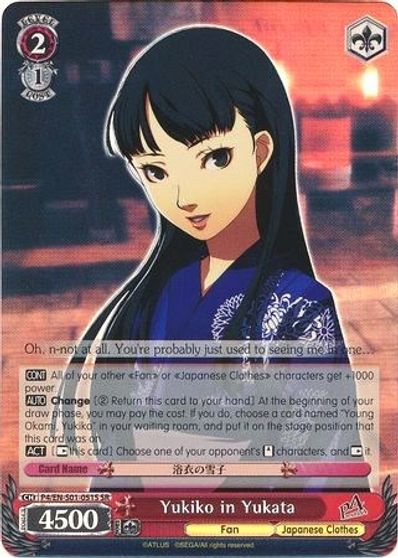 LEVEL
2
1
COST
Oh, n-not at all. You're probably just used to seeing me in one...
CONT All of your other «Fan» or «Japanese Clothes» characters get +1000
power.
AUTO Change [② Return this card to your hand] At the beginning of your
draw phase, you may pay the cost. If you do, choose a card named "Young
Okami, Yukiko" in your waiting room, and put it on the stage position that
this card was on.
ACT [ this card] Choose one of your opponent's characters, and it.
Card Name 浴衣の雪子
CH P4/EN-S01-051S SR
POWER 4500 Yukiko in Yukata P4
Fan Japanese Clothes
©ATLUS ©SEGA/All rights reserved.